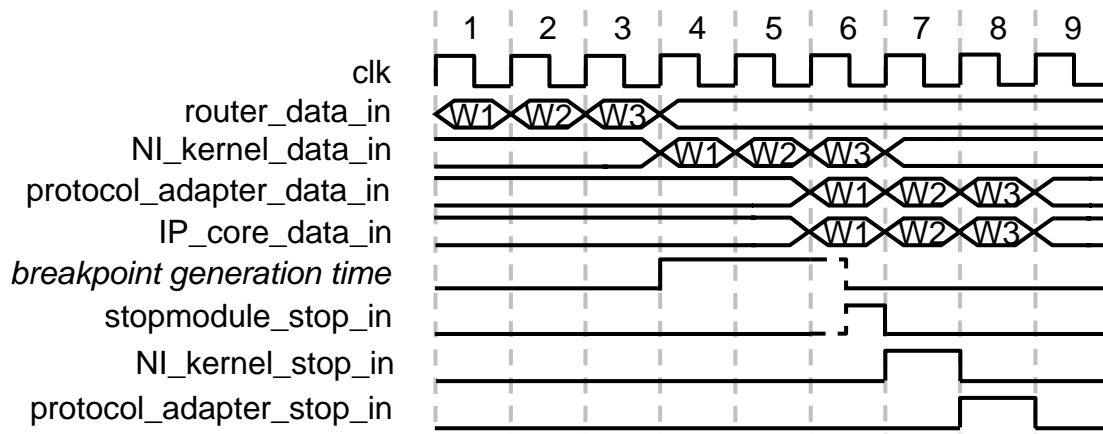 1 2 3 4 5 6 7 8 9
clk
router_data_in W1 W2 W3
NI_kernel_data_in W1 W2 W3
protocol_adapter_data_in W1 W2 W3
IP_core_data_in W1 W2 W3
breakpoint generation time
stopmodule_stop_in
NI_kernel_stop_in
protocol_adapter_stop_in